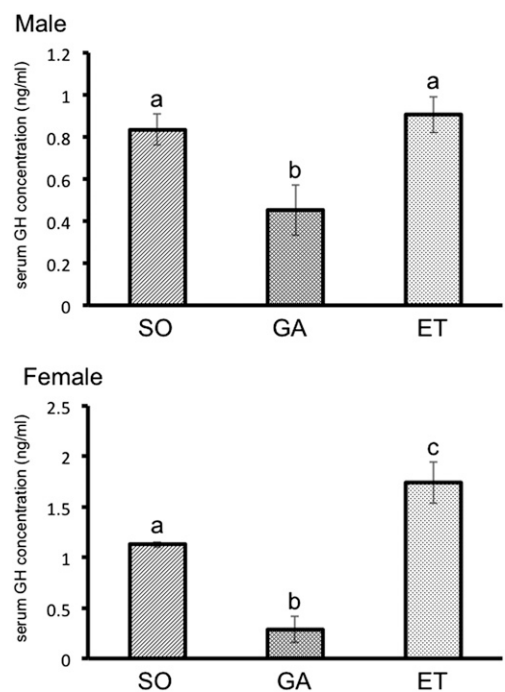 Male
serum GH concentration (ng/ml)
1.2
1
0.8
0.6
0.4
0.2
0
a
b
a
SO GA ET
Female
serum GH concentration (ng/ml)
2.5
2
1.5
1
0.5
0
a
b
c
SO GA ET